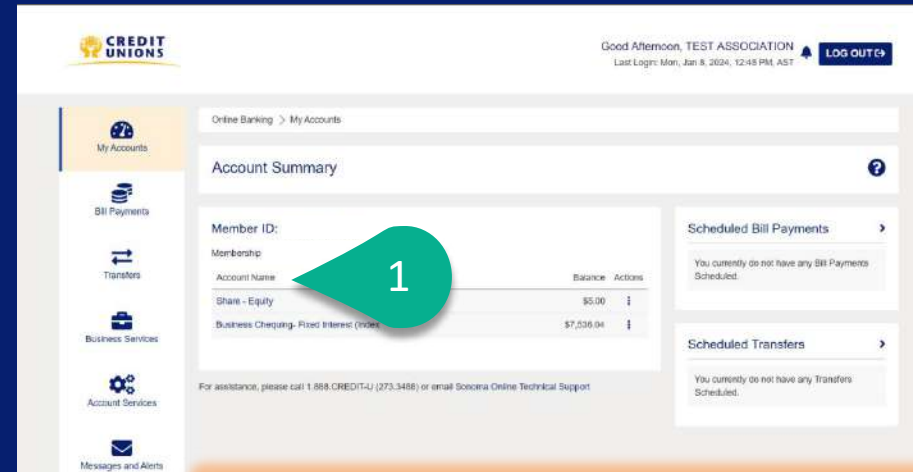 CREDIT
UNIONS
Good Afternoon, TEST ASSOCIATION
Last Login: Mon, Jan 8, 2024, 12:48 PM, AST
LOG OUT
My Accounts
Bill Payments
Transfers
Business Services
Account Services
Messages and Alerts
Online Banking > My Accounts
Account Summary
?
Member ID:
Membership
Account Name Balance Actions
Share - Equity $5.00
Business Chequing- Fixed Interest (Index $7,536.04
1
For assistance, please call 1.888.CREDIT-U (273.3488) or email Sonoma Online Technical Support
Scheduled Bill Payments >
You currently do not have any Bill Payments
Scheduled.
Scheduled Transfers >
You currently do not have any Transfers
Scheduled.